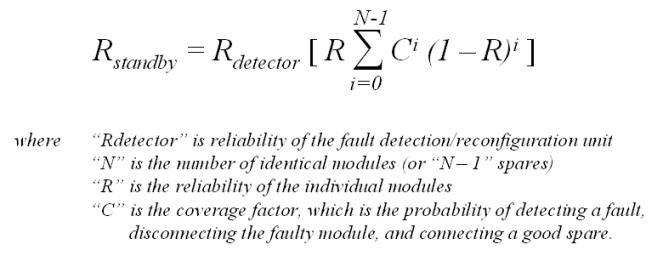 N-1
R standby = R detector [ R ∑ C^i (1 – R)^i ]
i=0
where "Rdetector" is reliability of the fault detection/reconfiguration unit
"N" is the number of identical modules (or "N–1" spares)
"R" is the reliability of the individual modules
"C" is the coverage factor, which is the probability of detecting a fault,
disconnecting the faulty module, and connecting a good spare.